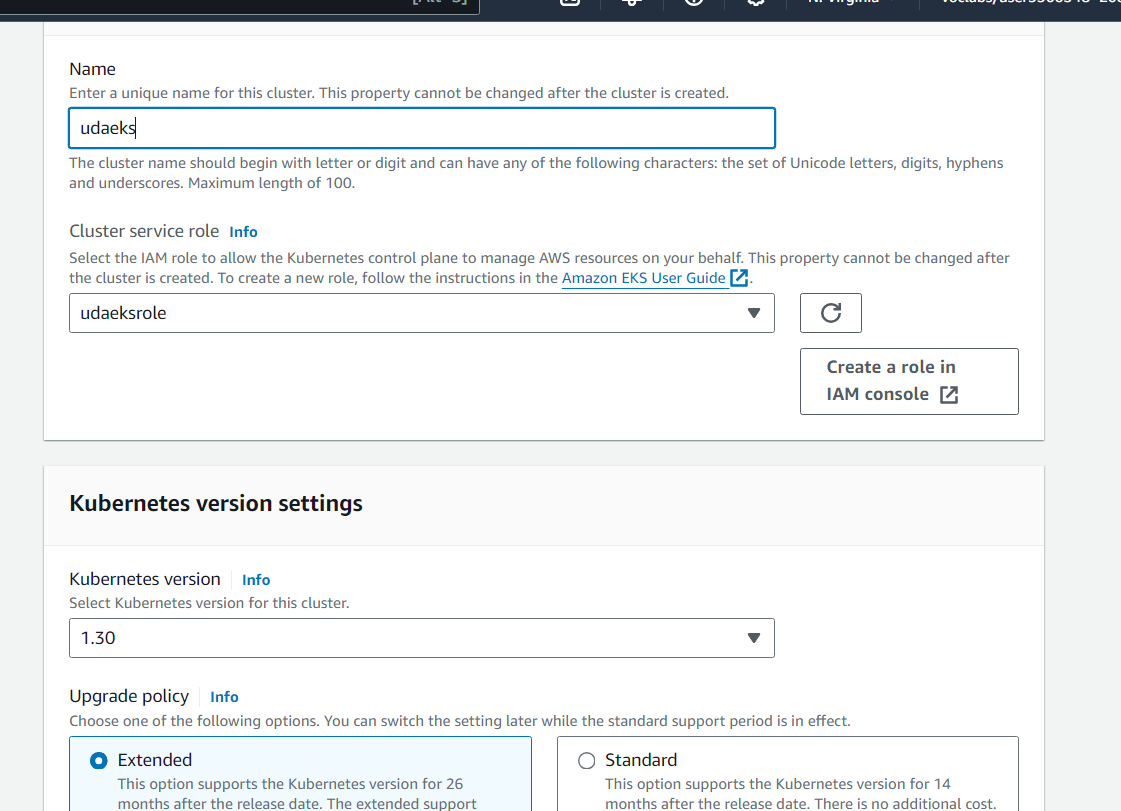 Name
Enter a unique name for this cluster. This property cannot be changed after the cluster is created.
udaeks
The cluster name should begin with letter or digit and can have any of the following characters: the set of Unicode letters, digits, hyphens
and underscores. Maximum length of 100.
Cluster service role Info
Select the IAM role to allow the Kubernetes control plane to manage AWS resources on your behalf. This property cannot be changed after
the cluster is created. To create a new role, follow the instructions in the Amazon EKS User Guide.
udaeksrole
Create a role in
IAM console
Kubernetes version settings
Kubernetes version Info
Select Kubernetes version for this cluster.
1.30
Upgrade policy Info
Choose one of the following options. You can switch the setting later while the standard support period is in effect.
Extended
This option supports the Kubernetes version for 26
months after the release date. The extended support
Standard
This option supports the Kubernetes version for 14
months after the release date. There is no additional cost.